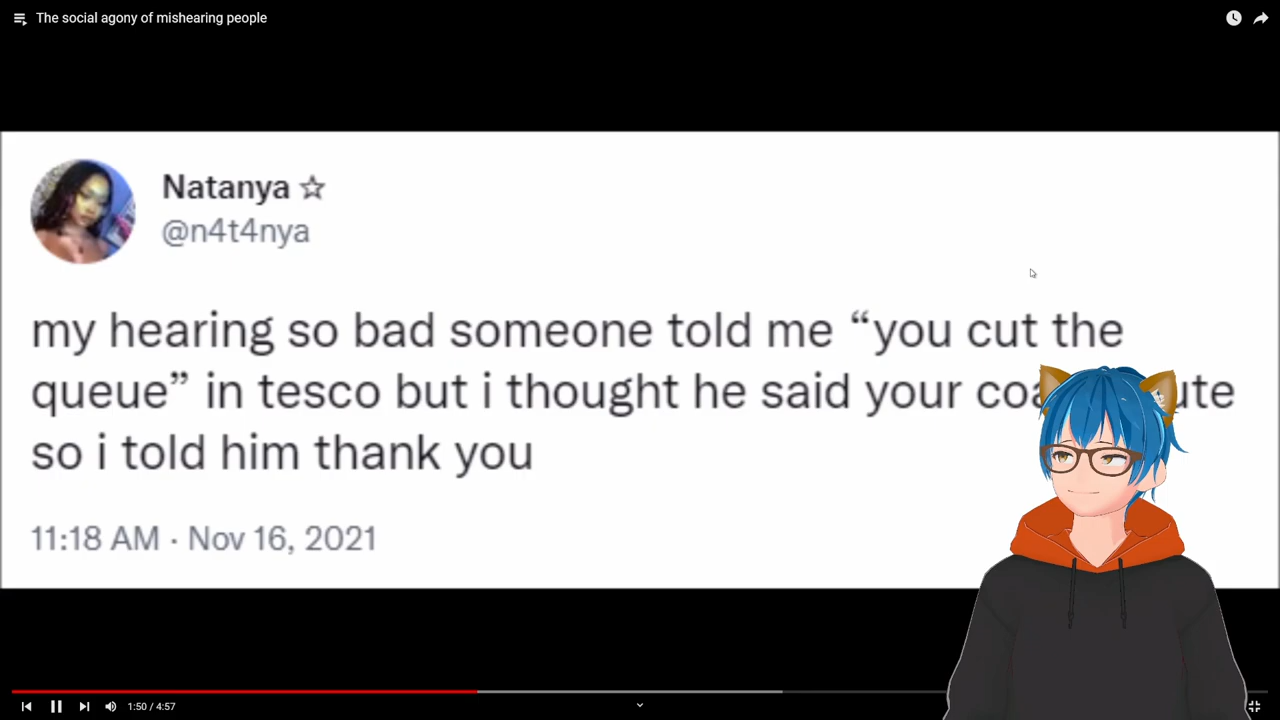 The social agony of mishearing people
Natanya ☆
@n4t4nya
my hearing so bad someone told me “you cut the
queue” in tesco but i thought he said your
so i told him thank you
11:18 AM · Nov 16, 2021
1:50 / 4:57